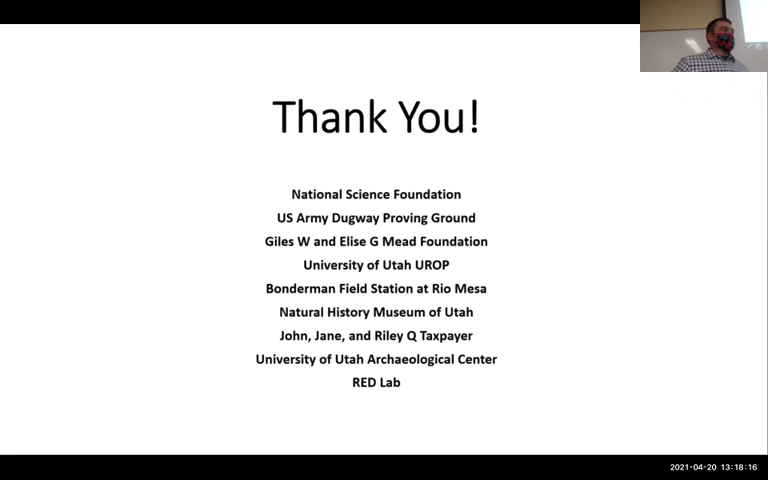 Thank You!
National Science Foundation
US Army Dugway Proving Ground
Giles W and Elise G Mead Foundation
University of Utah UROP
Bonderman Field Station at Rio Mesa
Natural History Museum of Utah
John, Jane, and Riley Q Taxpayer
University of Utah Archaeological Center
RED Lab
2021-04-20 13:18:16